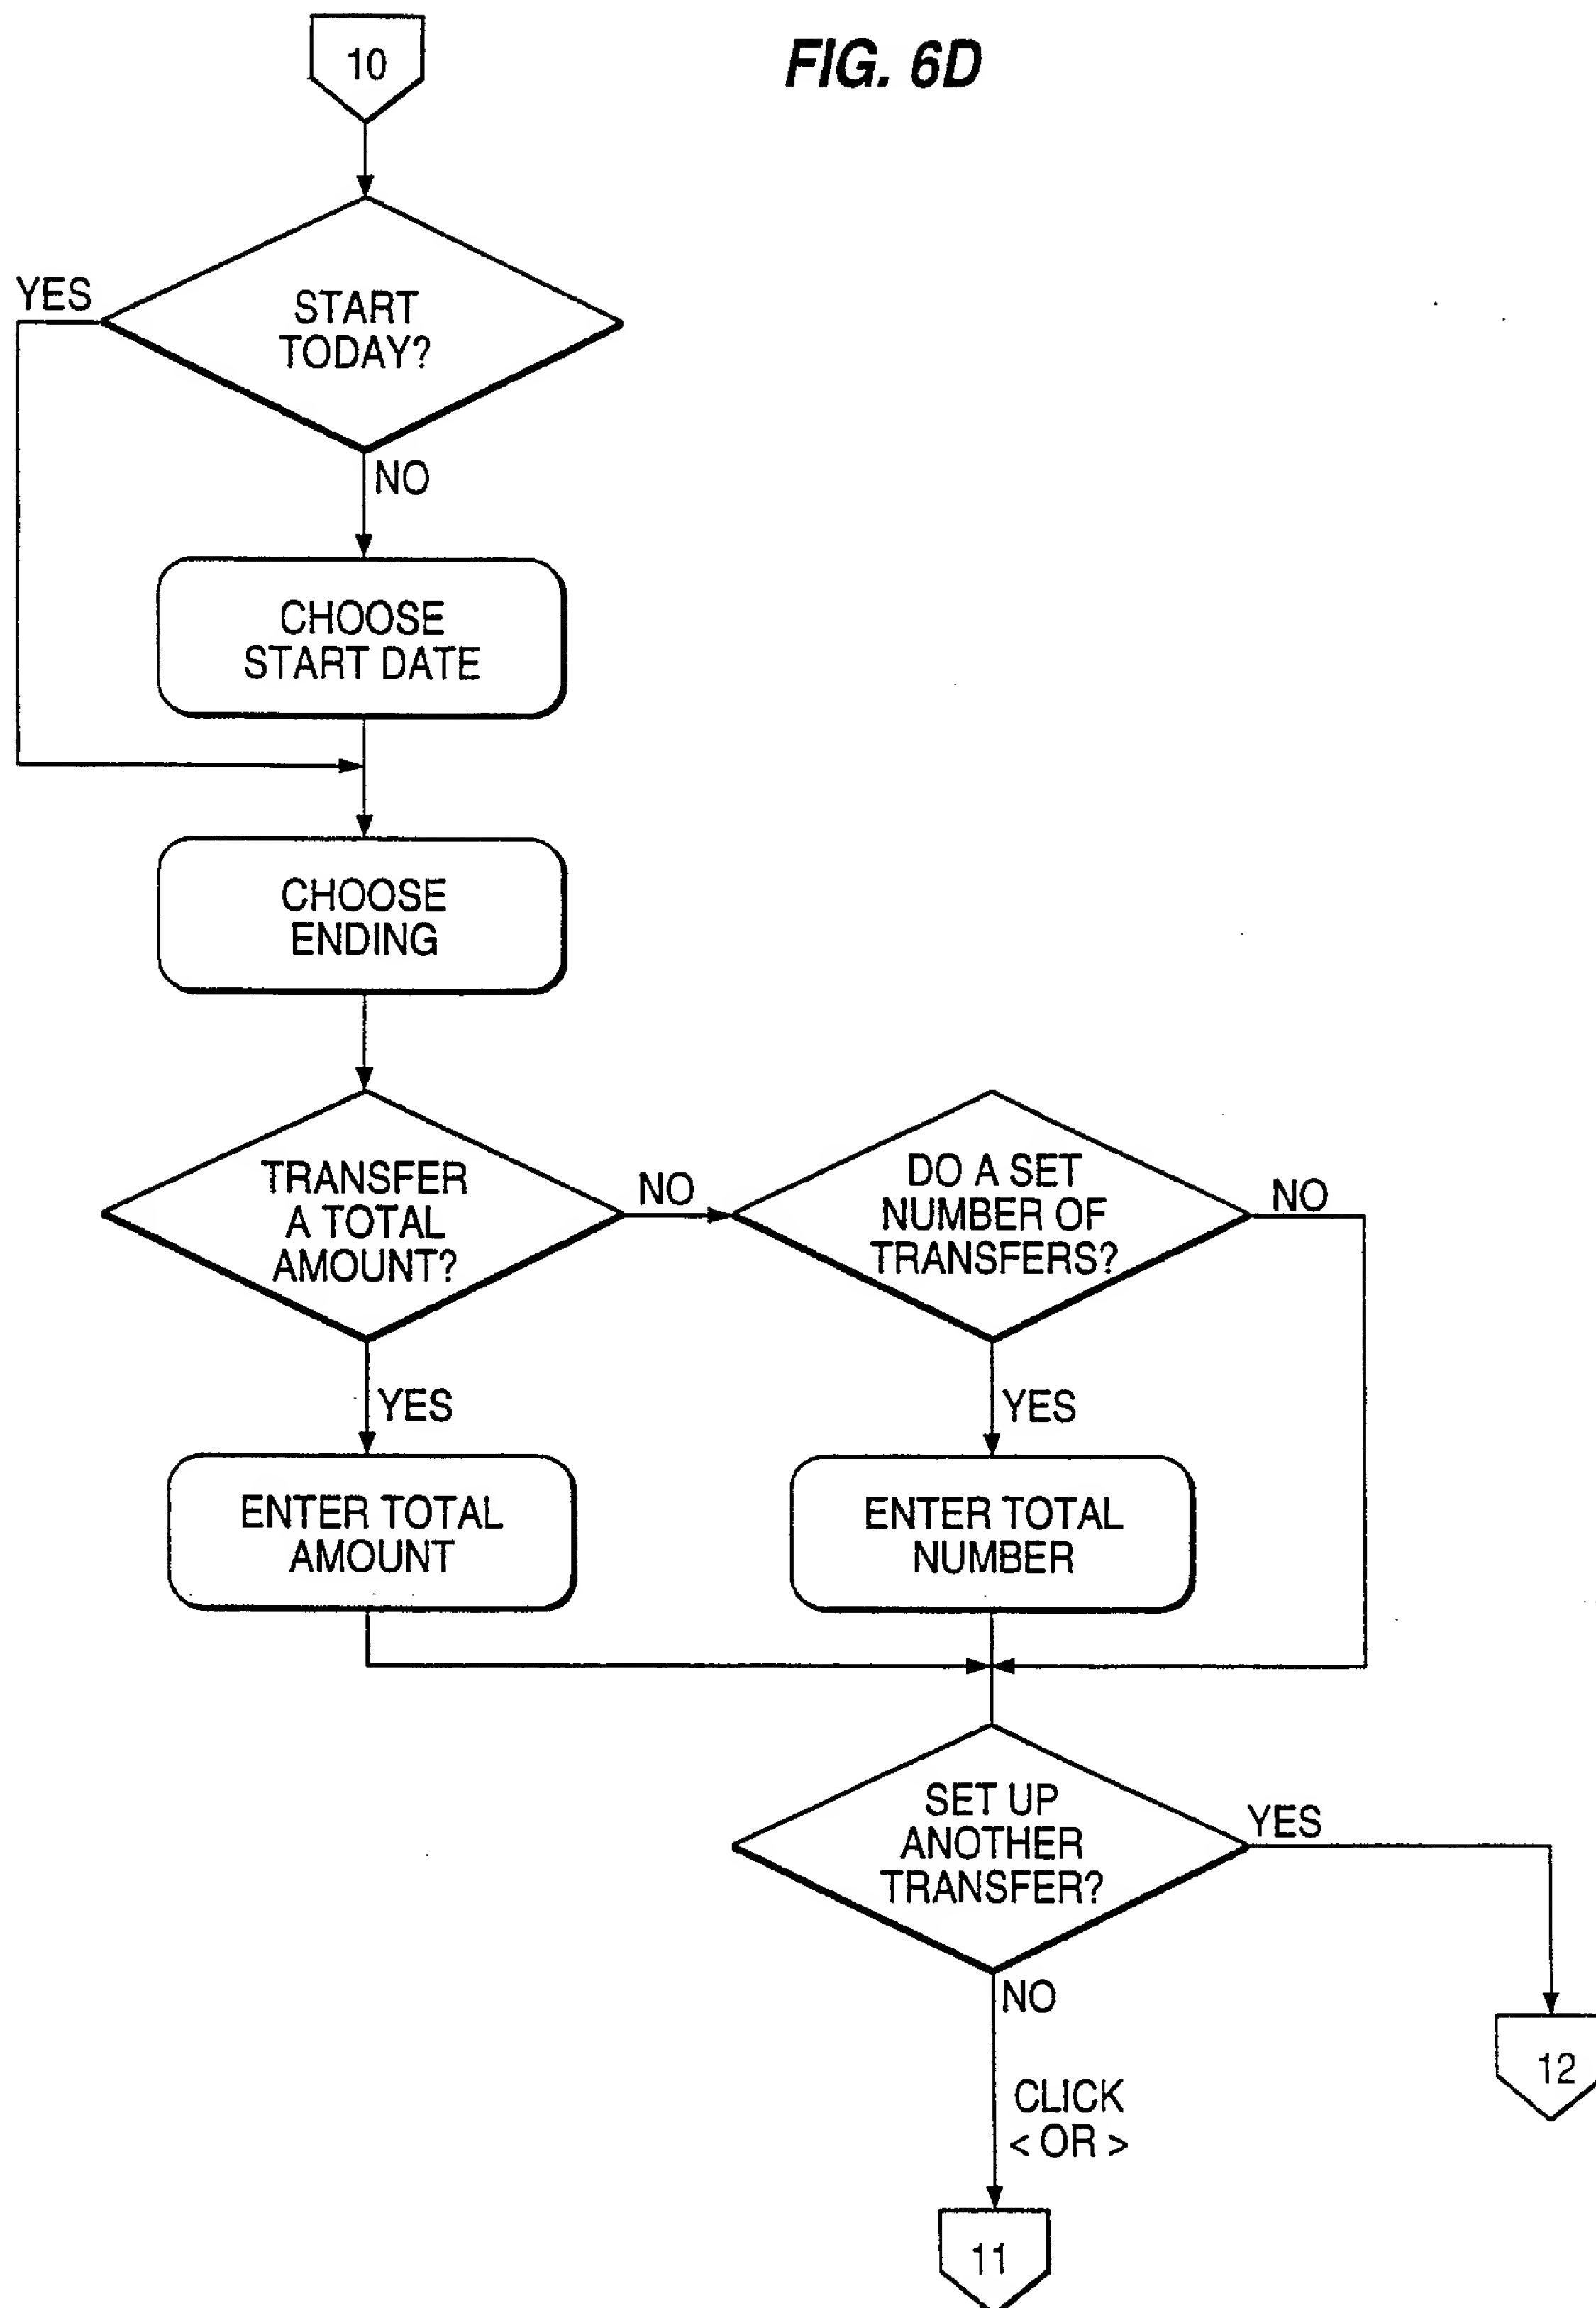 10
FIG. 6D
YES
START
TODAY?
NO
CHOOSE
START DATE
CHOOSE
ENDING
TRANSFER
A TOTAL
AMOUNT?
NO
DO A SET
NUMBER OF
TRANSFERS?
NO
YES
YES
ENTER TOTAL
AMOUNT
ENTER TOTAL
NUMBER
SET UP
ANOTHER
TRANSFER?
YES
NO
12
CLICK
< OR >
11